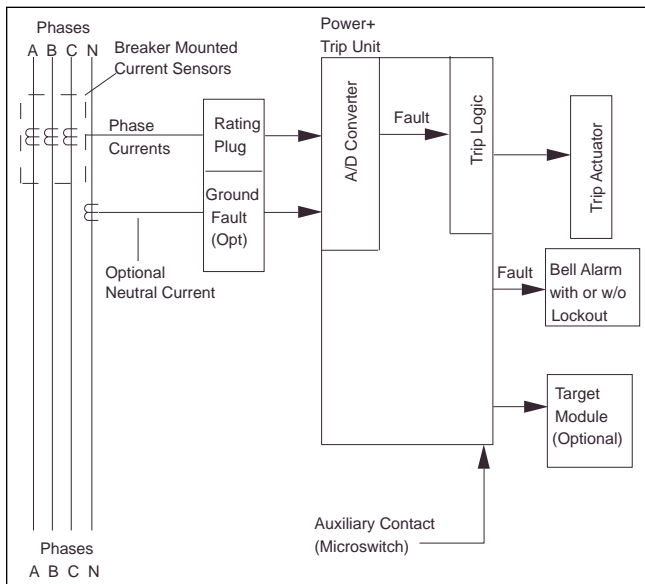 Phases
A B C N
Breaker Mounted
Current Sensors
Power+
Trip Unit
Phase
Currents
Rating
Plug
Ground
Fault
(Opt)
Optional
Neutral Current
A/D Converter
Fault
Trip Logic
Trip Actuator
Fault
Bell Alarm
with or w/o
Lockout
Target
Module
(Optional)
Auxiliary Contact
(Microswitch)
Phases
A B C N